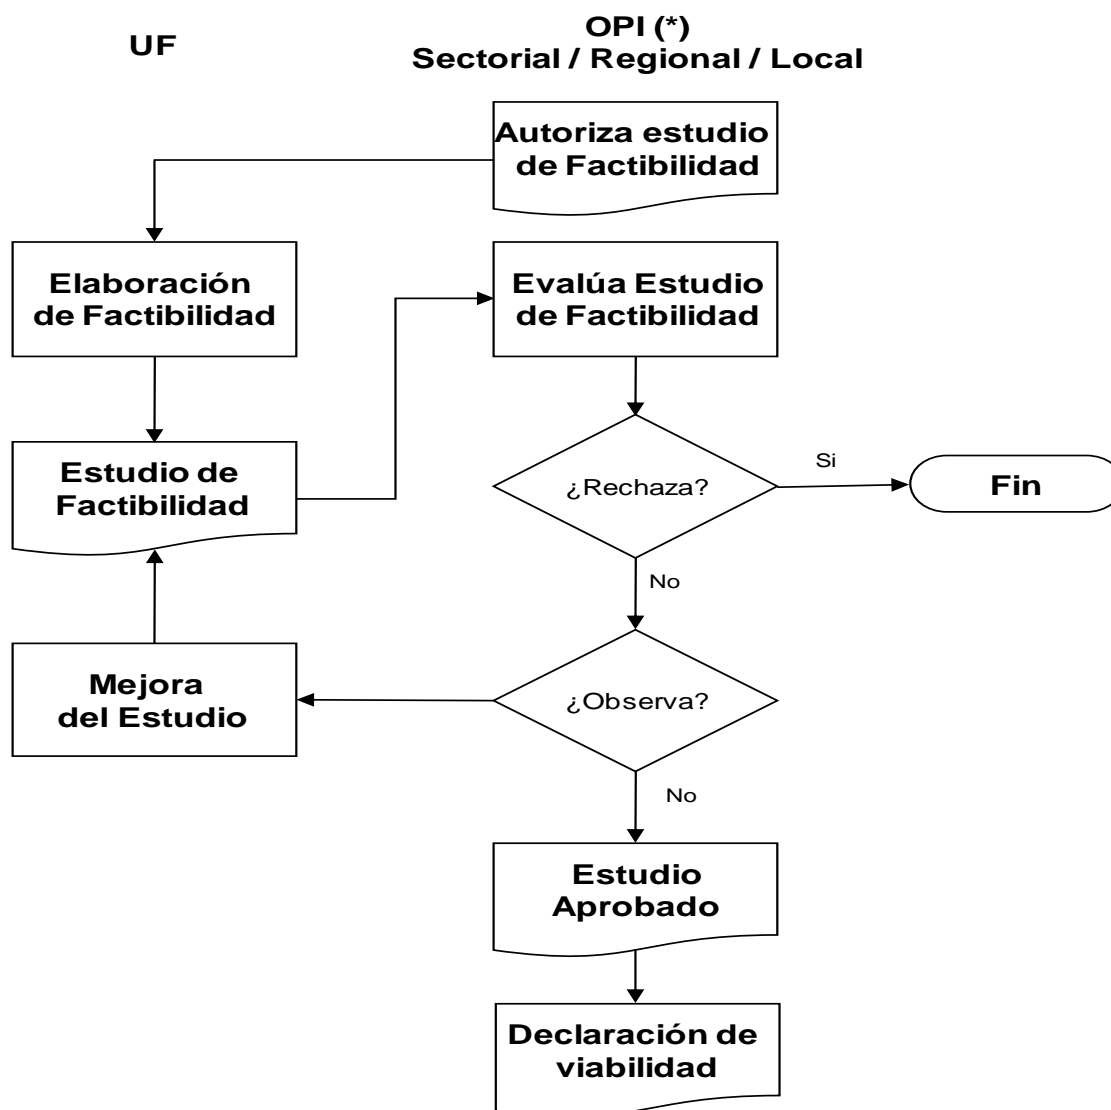 UF
OPI (*)
Sectorial / Regional / Local
Autoriza estudio
de Factibilidad
Elaboración
de Factibilidad
Evalúa Estudio
de Factibilidad
Estudio de
Factibilidad
¿Rechaza?
Si
Fin
No
Mejora
del Estudio
¿Observa?
No
Estudio
Aprobado
Declaración de
viabilidad